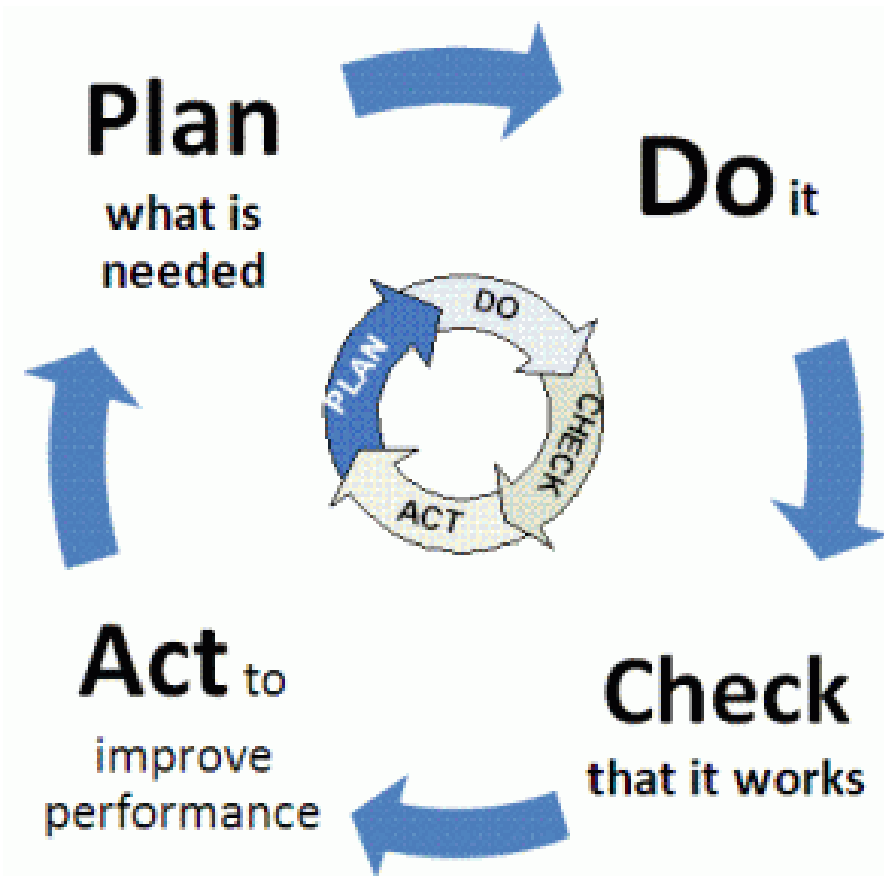 Plan
what is
needed
Do it
DO
PLAN
CHECK
ACT
Act to
improve
performance
Check
that it works